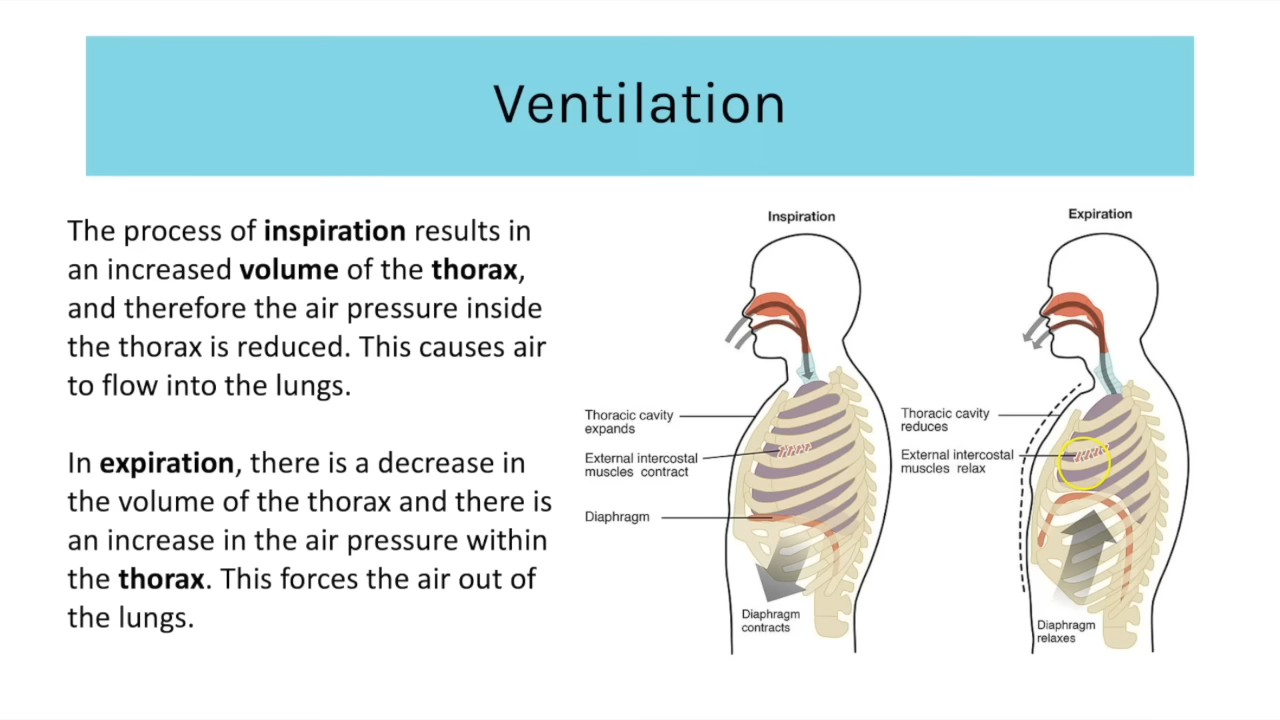 Ventilation
The process of inspiration results in
an increased volume of the thorax,
and therefore the air pressure inside
the thorax is reduced. This causes air
to flow into the lungs.
In expiration, there is a decrease in
the volume of the thorax and there is
an increase in the air pressure within
the thorax. This forces the air out of
the lungs.
Inspiration
Thoracic cavity
expands
External intercostal
muscles contract
Diaphragm
Diaphragm
contracts
Expiration
Thoracic cavity
reduces
External intercostal
muscles relax
Diaphragm
relaxes